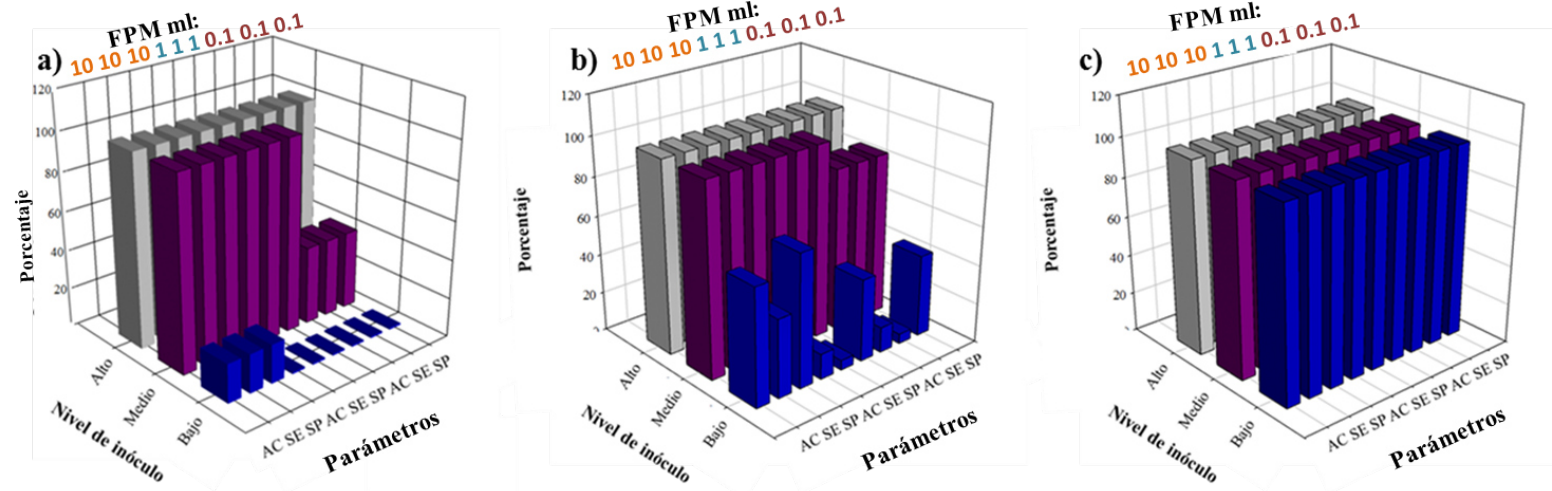 a)
FPM ml:
10 10 10 1 1 1 0.1 0.1 0.1
120
100
80
60
40
20
Porcentaje
Alto
Medio
Bajo
Nivel de inóculo
AC SE SP AC SE SP AC SE SP
Parámetros
b)
FPM ml:
10 10 10 1 1 1 0.1 0.1 0.1
120
100
80
60
40
20
Porcentaje
Alto
Medio
Bajo
Nivel de inóculo
AC SE SP AC SE SP AC SE SP
Parámetros
c)
FPM ml:
10 10 10 1 1 1 0.1 0.1 0.1
120
100
80
60
40
20
Porcentaje
Alto
Medio
Bajo
Nivel de inóculo
AC SE SP AC SE SP AC SE SP
Parámetros